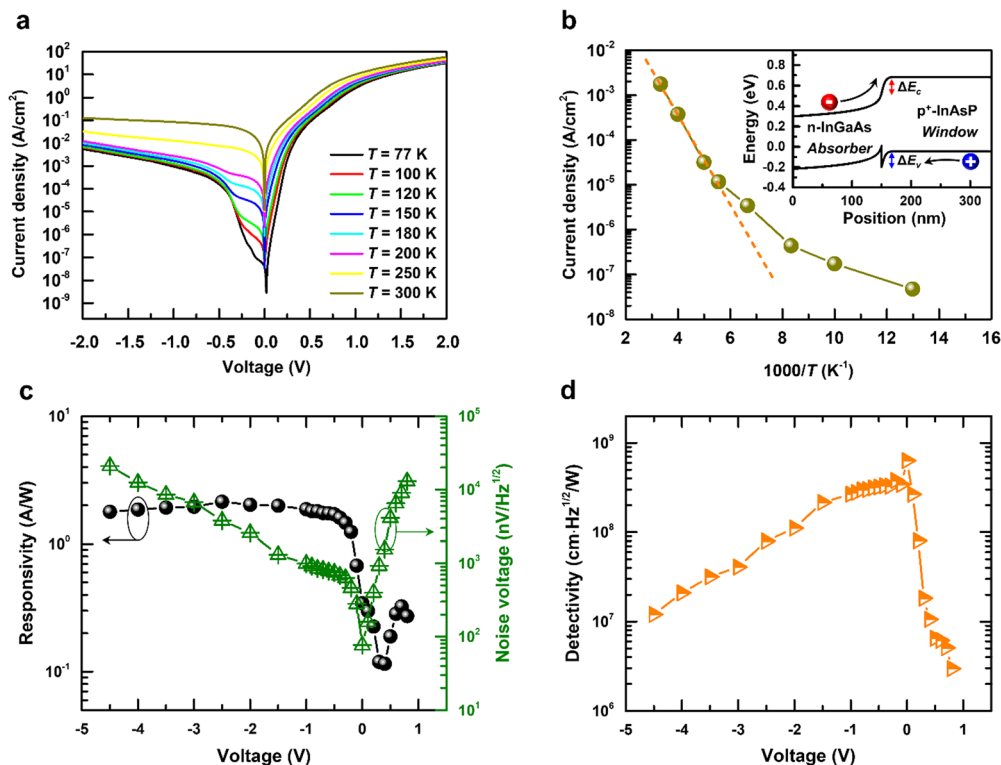 a
10²
10¹
10⁰
10⁻¹
10⁻²
10⁻³
10⁻⁴
10⁻⁵
10⁻⁶
10⁻⁷
10⁻⁸
10⁻⁹
Current density (A/cm²)
-2.0 -1.5 -1.0 -0.5 0.0 0.5 1.0 1.5 2.0
Voltage (V)
T = 77 K
T = 100 K
T = 120 K
T = 150 K
T = 180 K
T = 200 K
T = 250 K
T = 300 K
b
10⁻²
10⁻³
10⁻⁴
10⁻⁵
10⁻⁶
10⁻⁷
10⁻⁸
Current density (A/cm²)
2 4 6 8 10 12 14 16
1000/T (K⁻¹)
0.8
0.6
0.4
0.2
0.0
-0.2
-0.4
Energy (eV)
0 100 200 300
Position (nm)
ΔEc
n-InGaAs
Absorber
p⁺-InAsP
Window
ΔEv
c
10¹
10⁰
10⁻¹
Responsivity (A/W)
10⁵
10⁴
10³
10²
10¹
Noise voltage (nV/Hz¹/²)
-5 -4 -3 -2 -1 0 1
Voltage (V)
d
10⁹
10⁸
10⁷
10⁶
Detectivity (cm·Hz¹/²/W)
-5 -4 -3 -2 -1 0 1
Voltage (V)